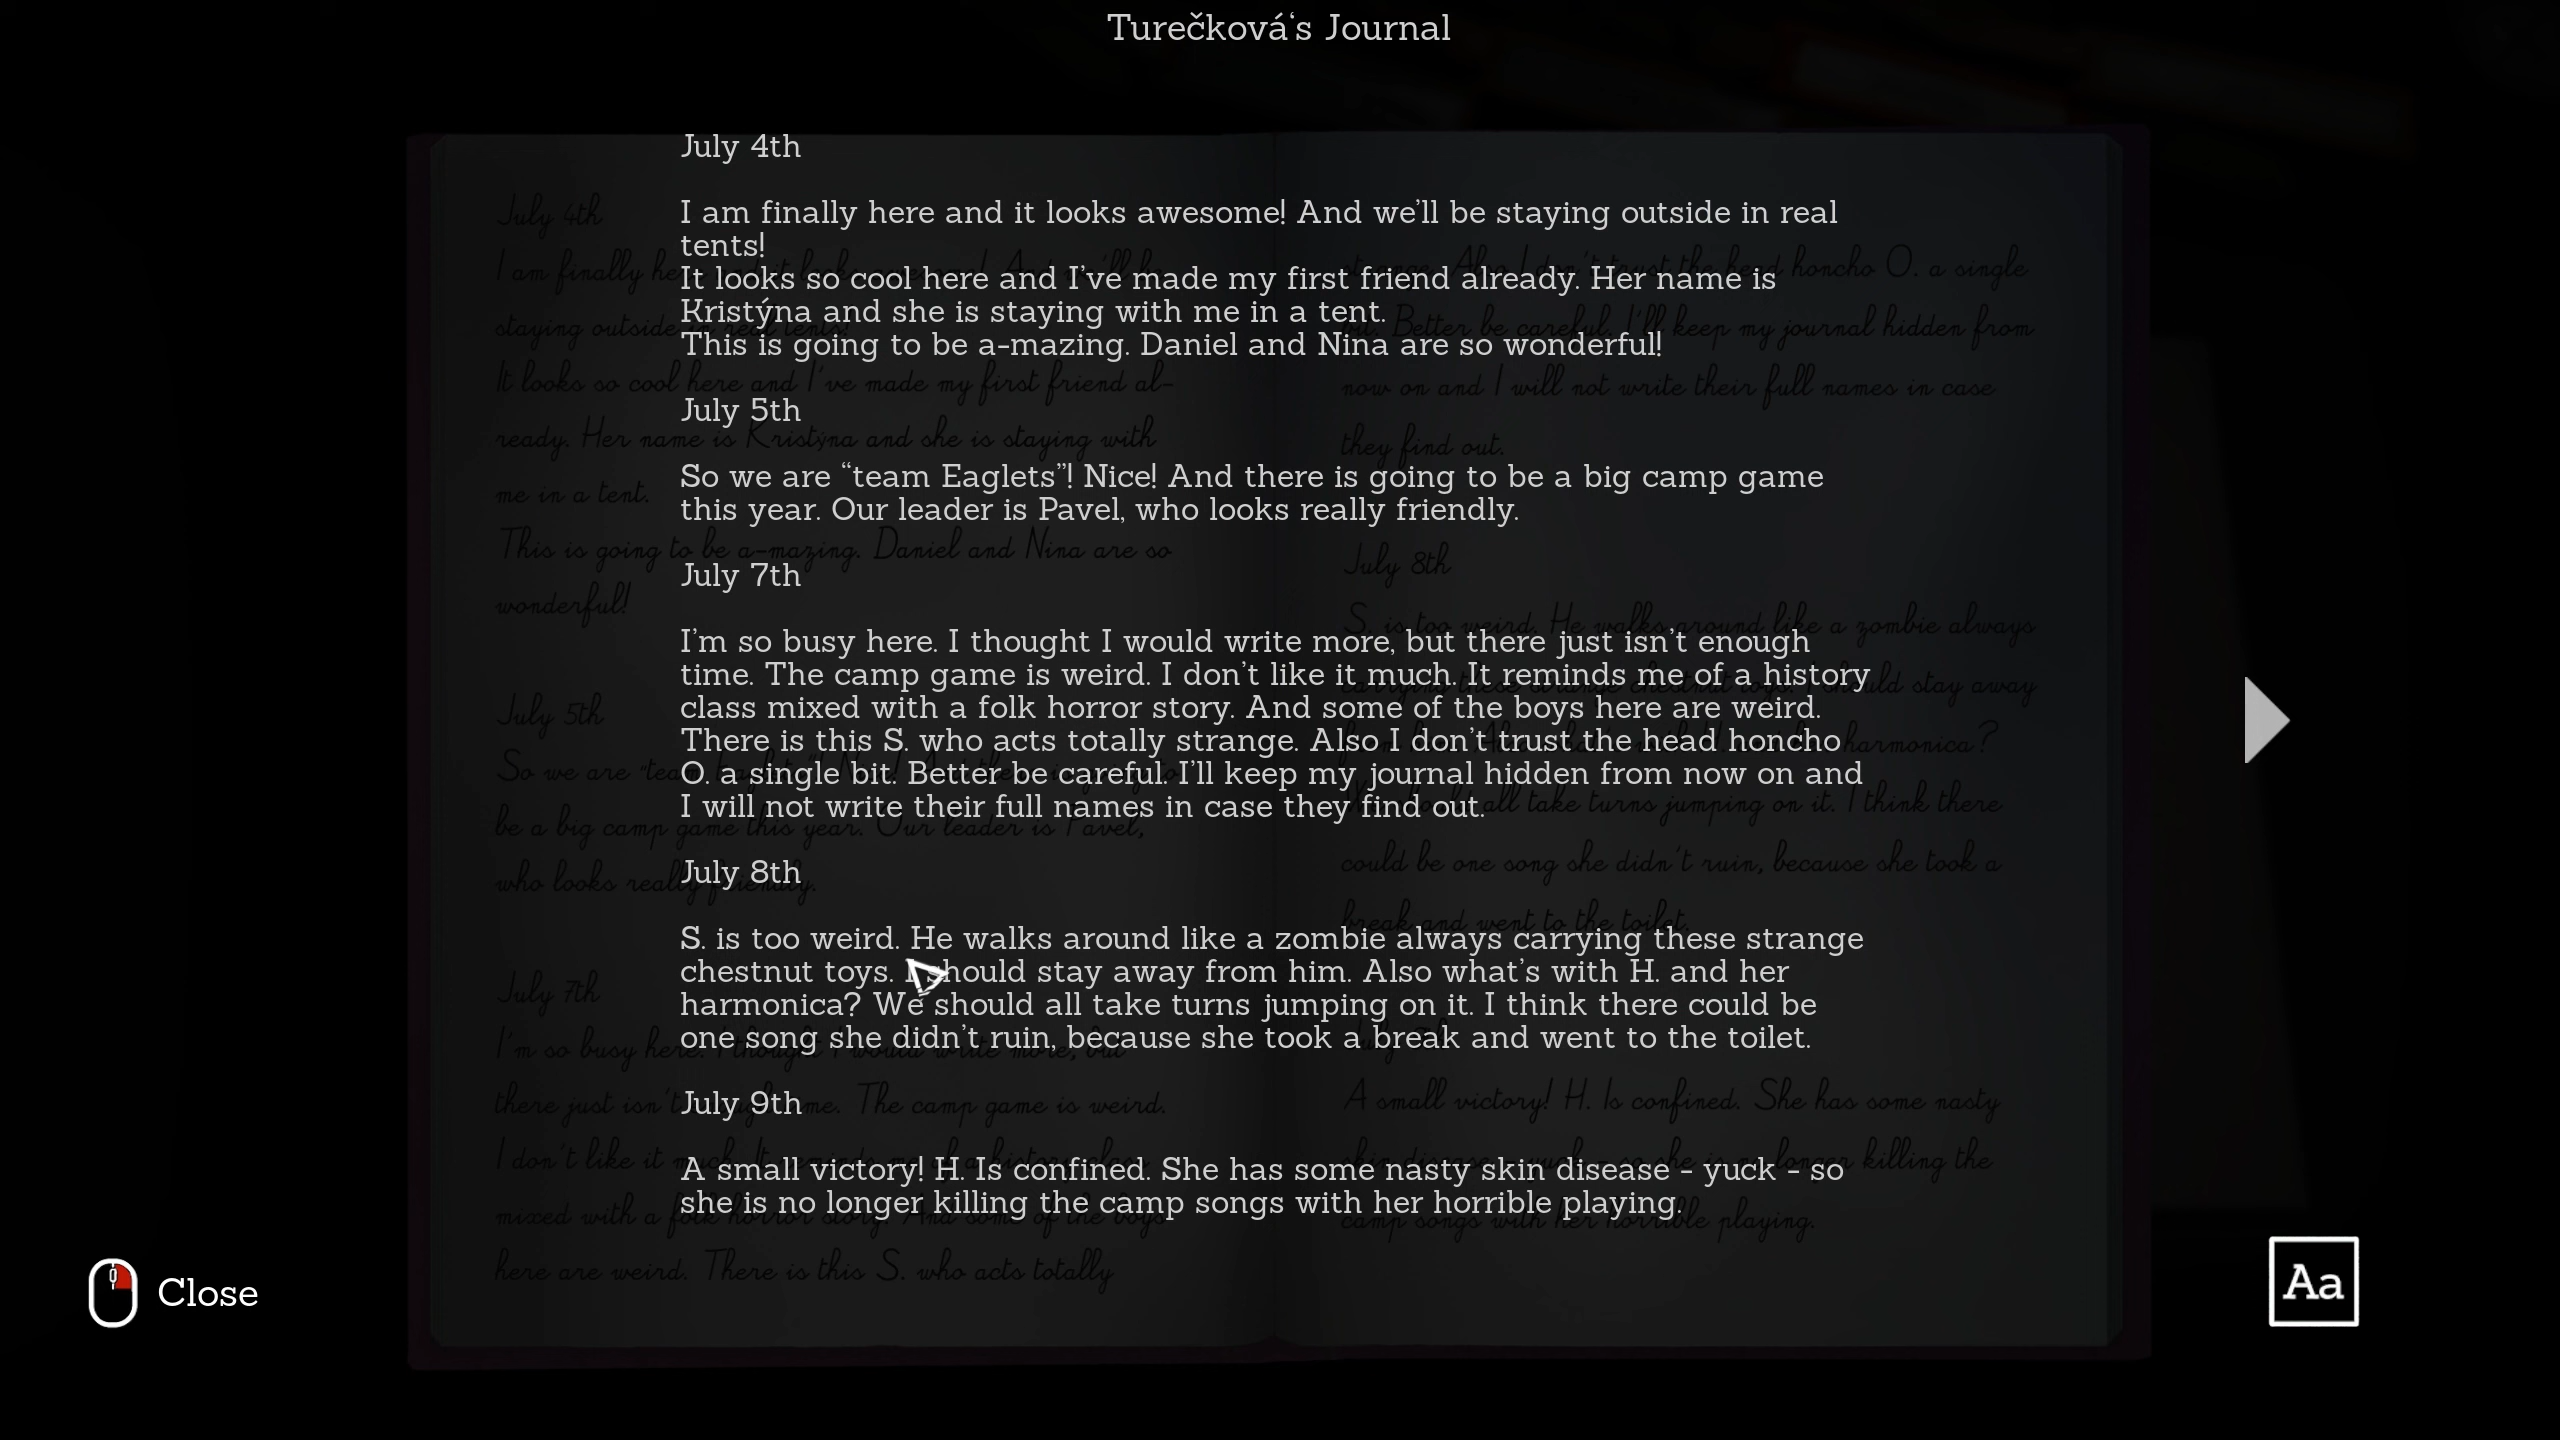 Turečková‘s Journal
July 4th
I am finally here and it looks awesome! And we’ll be staying outside in real
tents!
It looks so cool here and I’ve made my first friend already. Her name is
Kristýna and she is staying with me in a tent.
This is going to be a-mazing. Daniel and Nina are so wonderful!
July 5th
So we are “team Eaglets”! Nice! And there is going to be a big camp game
this year. Our leader is Pavel, who looks really friendly.
July 7th
I’m so busy here. I thought I would write more, but there just isn’t enough
time. The camp game is weird. I don’t like it much. It reminds me of a history
class mixed with a folk horror story. And some of the boys here are weird.
There is this S. who acts totally strange. Also I don’t trust the head honcho
O. a single bit. Better be careful. I’ll keep my journal hidden from now on and
I will not write their full names in case they find out.
July 8th
S. is too weird. He walks around like a zombie always carrying these strange
chestnut toys. I should stay away from him. Also what’s with H. and her
harmonica? We should all take turns jumping on it. I think there could be
one song she didn’t ruin, because she took a break and went to the toilet.
July 9th
A small victory! H. Is confined. She has some nasty skin disease - yuck - so
she is no longer killing the camp songs with her horrible playing.
Close
Aa